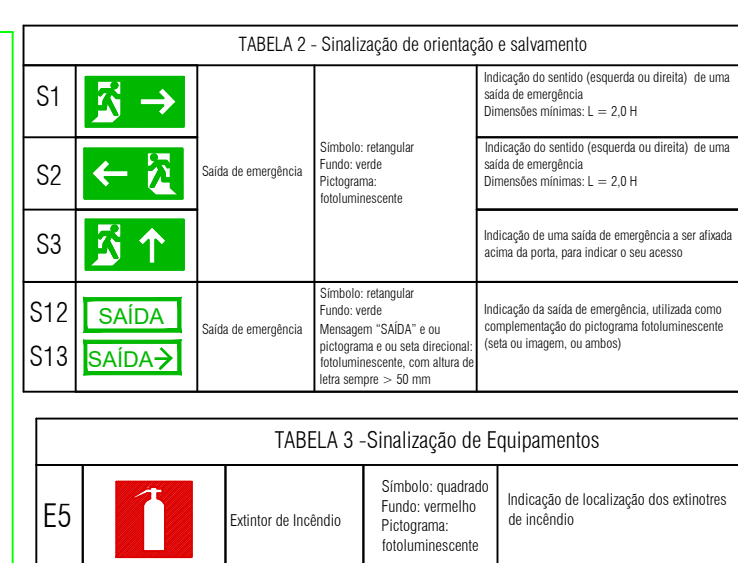 TABELA 2 - Sinalização de orientação e salvamento
S1
Saída de emergência
Símbolo: retangular
Fundo: verde
Pictograma:
fotoluminescente
Indicação do sentido (esquerda ou direita) de uma
saída de emergência
Dimensões mínimas: L = 2,0 H
S2
Indicação do sentido (esquerda ou direita) de uma
saída de emergência
Dimensões mínimas: L = 2,0 H
S3
Indicação de uma saída de emergência a ser afixada
acima da porta, para indicar o seu acesso
S12
SAÍDA
S13
SAÍDA→
Saída de emergência
Símbolo: retangular
Fundo: verde
Mensagem “SAÍDA” e ou
pictograma e ou seta direcional:
fotoluminescente, com altura de
letra sempre > 50 mm
Indicação da saída de emergência, utilizada como
complementação do pictograma fotoluminescente
(seta ou imagem, ou ambos)
TABELA 3 -Sinalização de Equipamentos
E5
Extintor de Incêndio
Símbolo: quadrado
Fundo: vermelho
Pictograma:
fotoluminescente
Indicação de localização dos extinotres
de incêndio